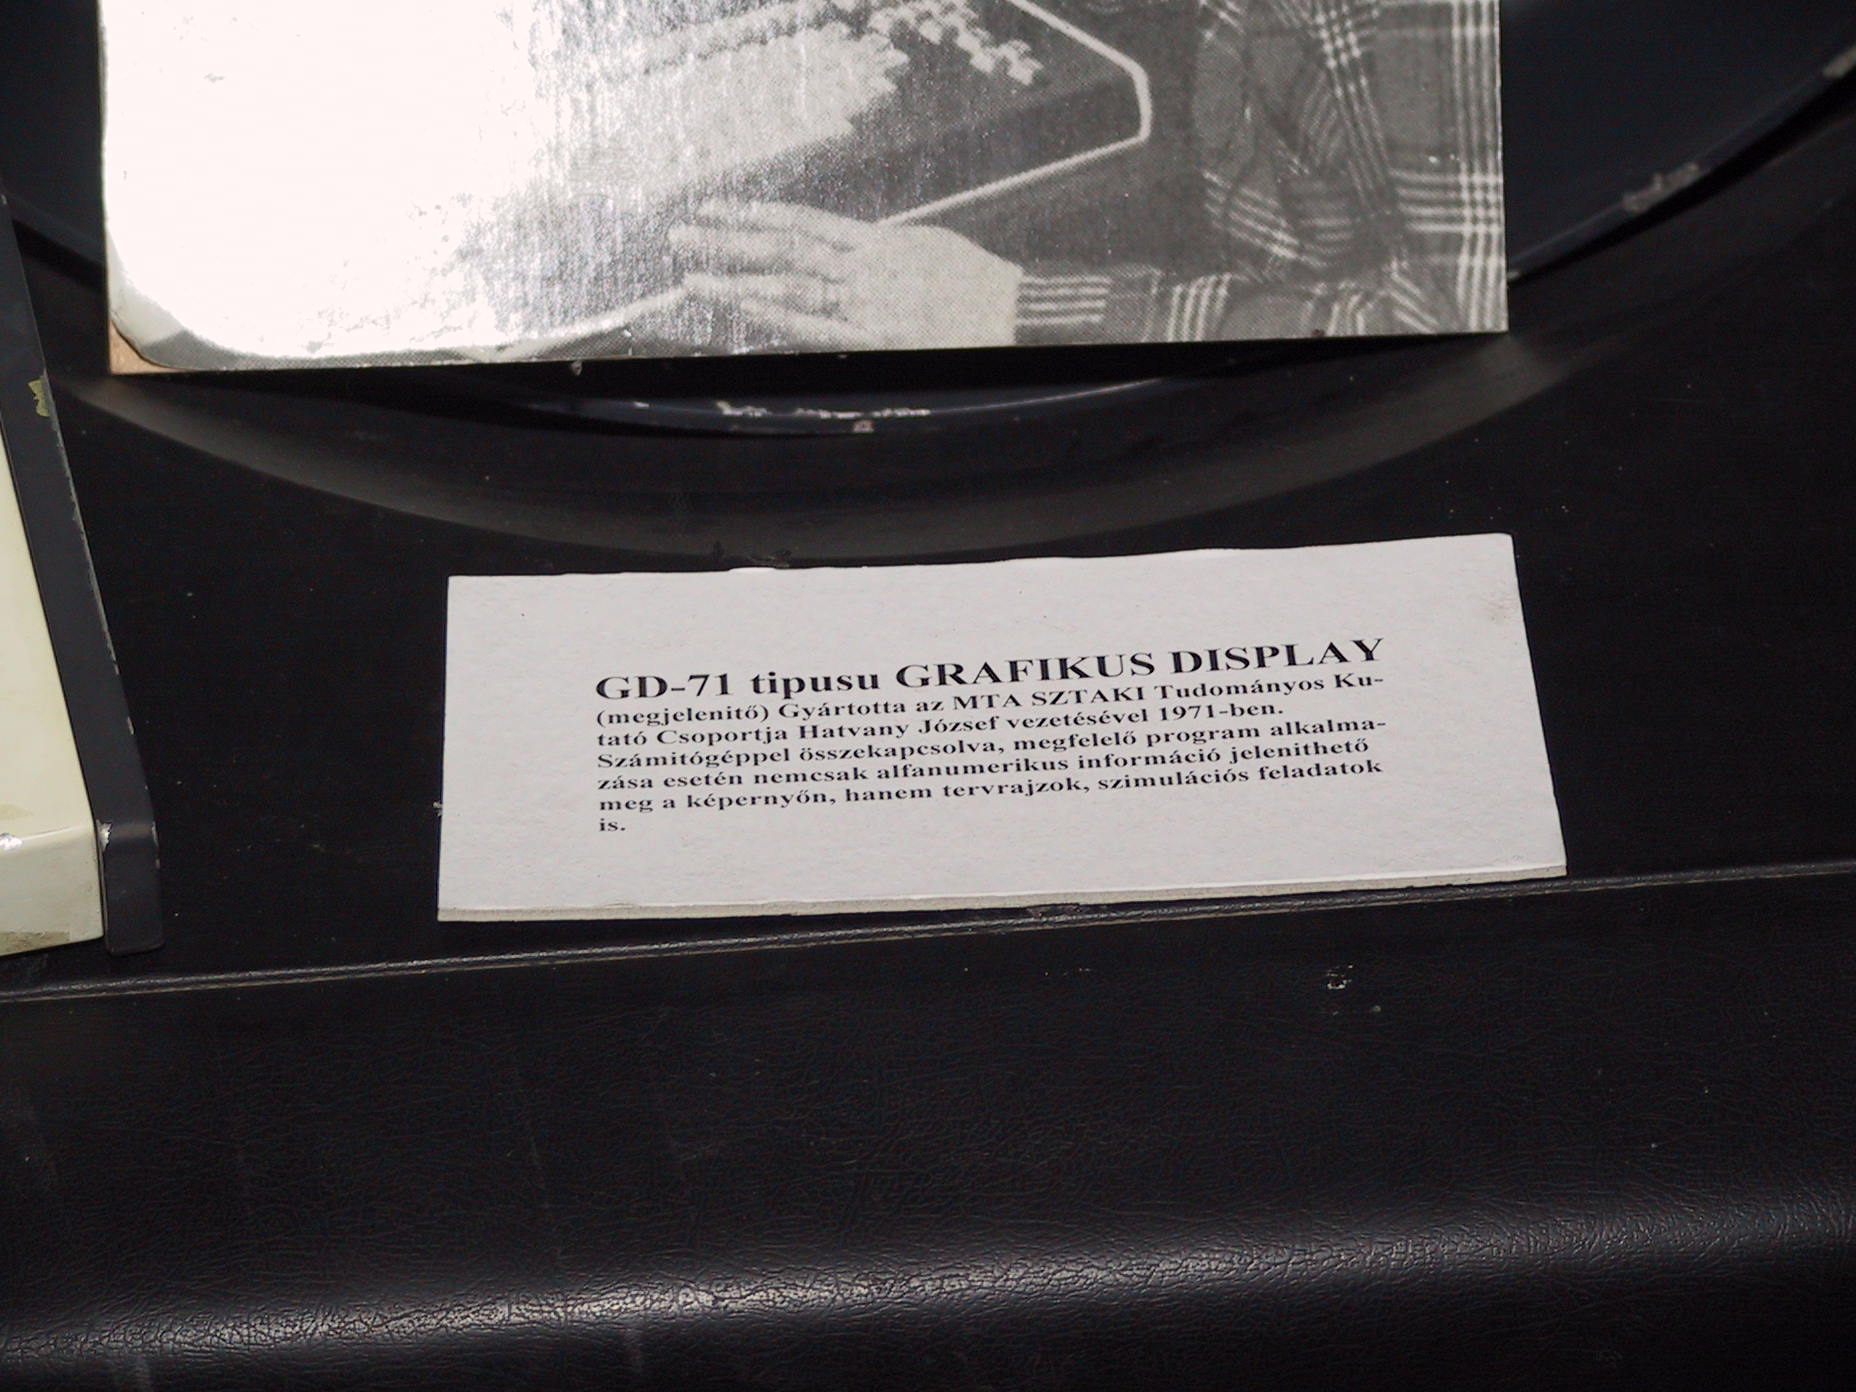 GD-71 tipusu GRAFIKUS DISPLAY
(megjelenitő) Gyártotta az MTA SZTAKI Tudományos Ku-
tató Csoportja Hatvany József vezetésével 1971-ben.
Számitógéppel összekapcsolva, megfelelő program alkalma-
zása esetén nemcsak alfanumerikus információ jelenithető
meg a képernyőn, hanem tervrajzok, szimulációs feladatok
is.